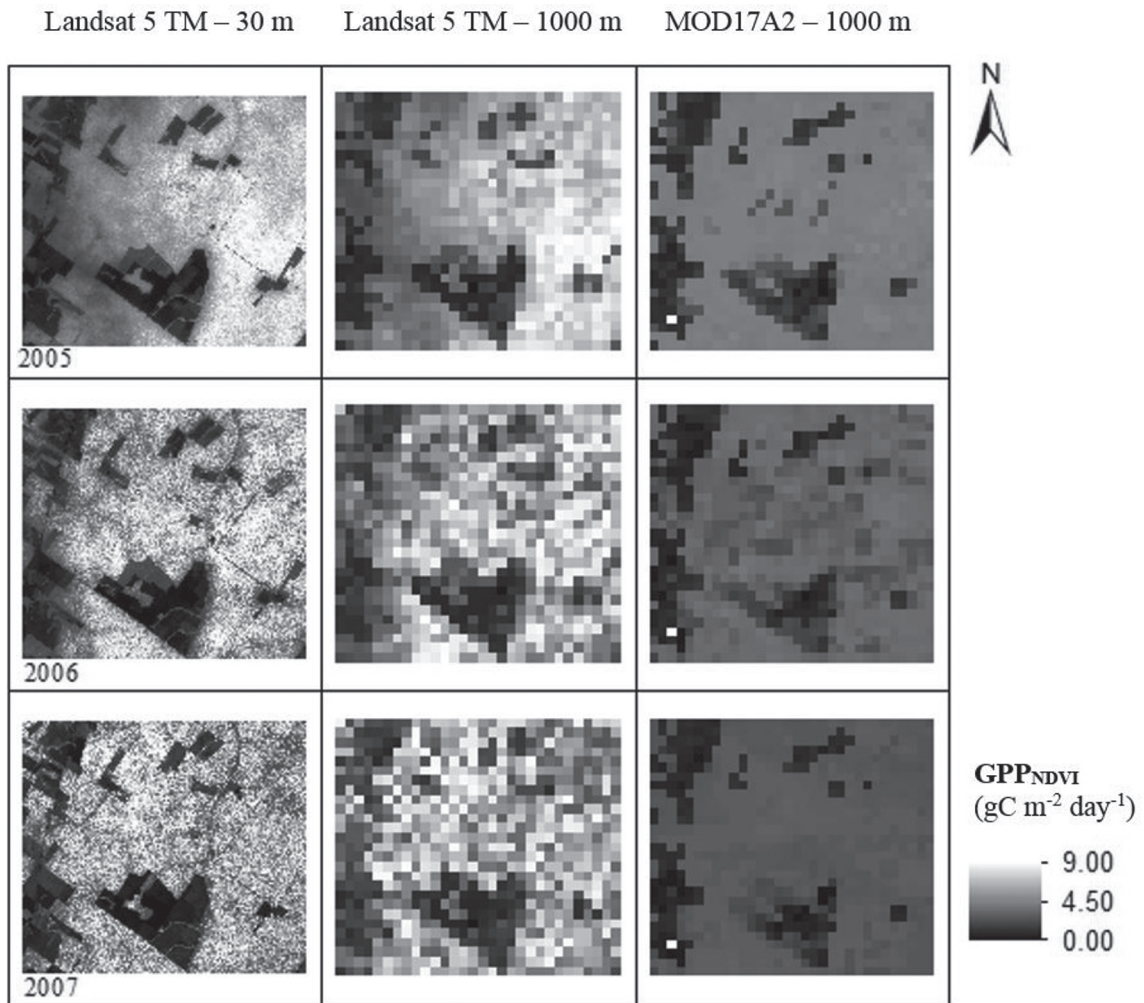 Landsat 5 TM – 30 m
Landsat 5 TM – 1000 m
MOD17A2 – 1000 m
N
2005
2006
2007
GPPNDVI
(gC m-2 day-1)
9.00
4.50
0.00